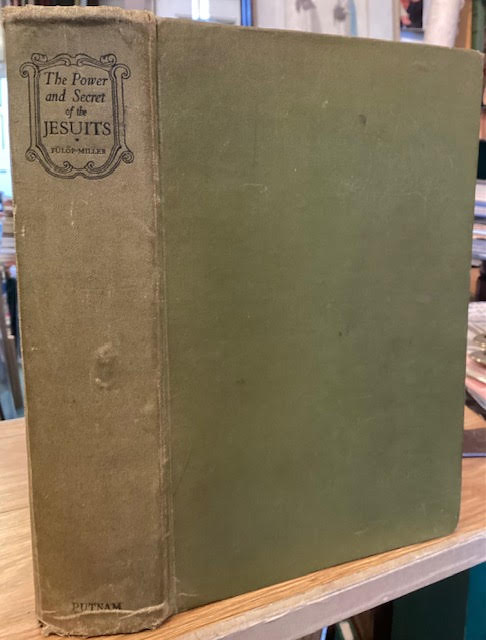 The Power
and Secret
of the
JESUITS
FÜLÖP-MILLER
PUTNAM